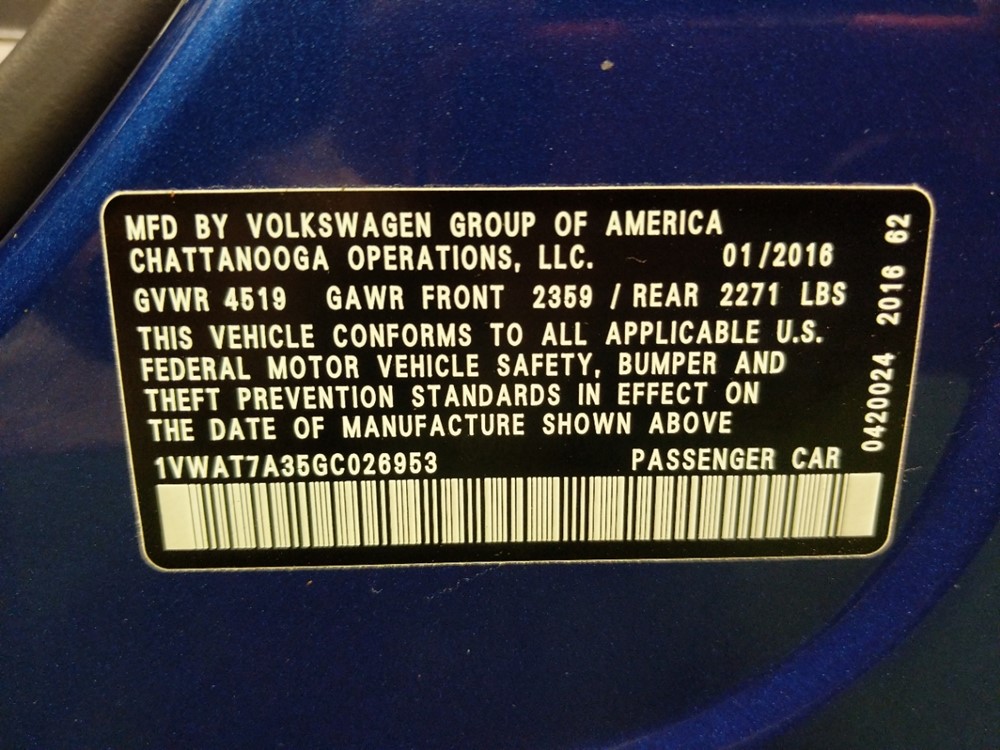 MFD BY VOLKSWAGEN GROUP OF AMERICA
CHATTANOOGA OPERATIONS, LLC. 01/2016
GVWR 4519 GAWR FRONT 2359 / REAR 2271 LBS
THIS VEHICLE CONFORMS TO ALL APPLICABLE U.S.
FEDERAL MOTOR VEHICLE SAFETY, BUMPER AND
THEFT PREVENTION STANDARDS IN EFFECT ON
THE DATE OF MANUFACTURE SHOWN ABOVE
1VWAT7A35GC026953 PASSENGER CAR
0420024 2016 62